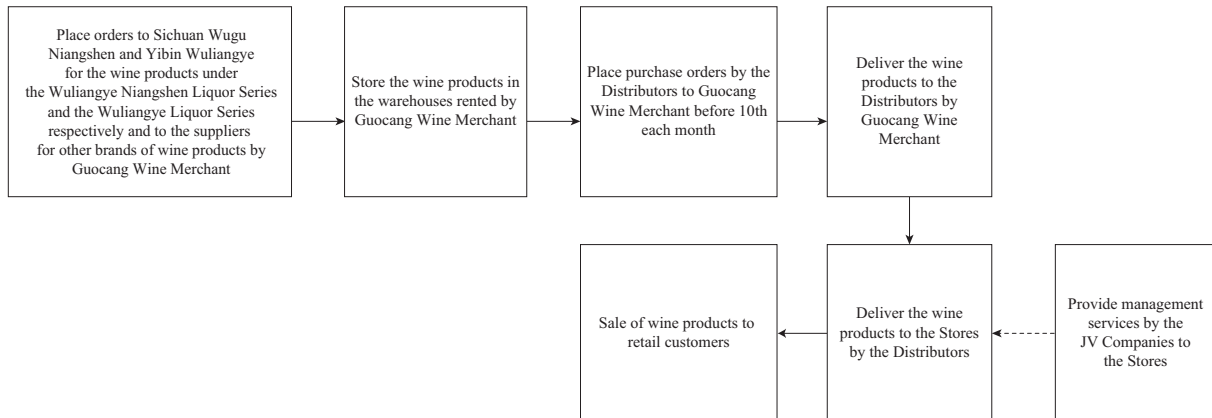 Place orders to Sichuan Wugu
Niangshen and Yibin Wuliangye
for the wine products under
the Wuliangye Niangshen Liquor Series
and the Wuliangye Liquor Series
respectively and to the suppliers
for other brands of wine products by
Guocang Wine Merchant
Store the wine products in
the warehouses rented by
Guocang Wine Merchant
Place purchase orders by the
Distributors to Guocang
Wine Merchant before 10th
each month
Deliver the wine
products to the
Distributors by
Guocang Wine
Merchant
Sale of wine products to
retail customers
Deliver the wine
products to the Stores
by the Distributors
Provide management
services by the
JV Companies to
the Stores